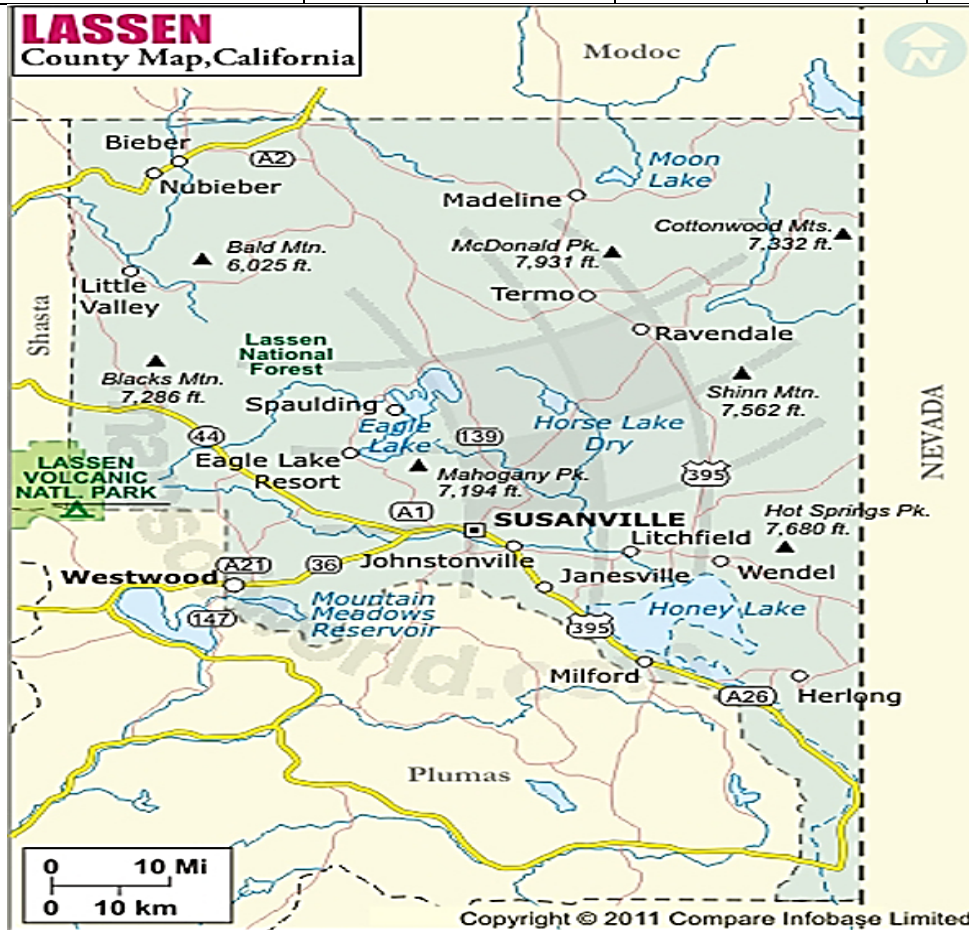 LASSEN
County Map,California
N
Modoc
Bieber
A2
Nubieber
Moon
Lake
Madeline
Cottonwood Mts.
7,332 ft.
Bald Mtn.
6,025 ft.
McDonald Pk.
7,931 ft.
Little
Valley
Termo
Shasta
Ravendale
Lassen
National
Forest
Blacks Mtn.
7,286 ft.
Shinn Mtn.
7,562 ft.
Spaulding
Eagle
Lake
Horse Lake
Dry
NEVADA
44
139
Eagle Lake
Resort
LASSEN
VOLCANIC
NATL. PARK
Mahogany Pk.
7,194 ft.
395
A1
SUSANVILLE
Hot Springs Pk.
7,680 ft.
Litchfield
Johnstonville
A21
36
Westwood
Janesville
Wendel
147
Mountain
Meadows
Reservoir
Honey Lake
395
Milford
A26
Herlong
Plumas
0 10 Mi
0 10 km
Copyright © 2011 Compare Infobase Limited